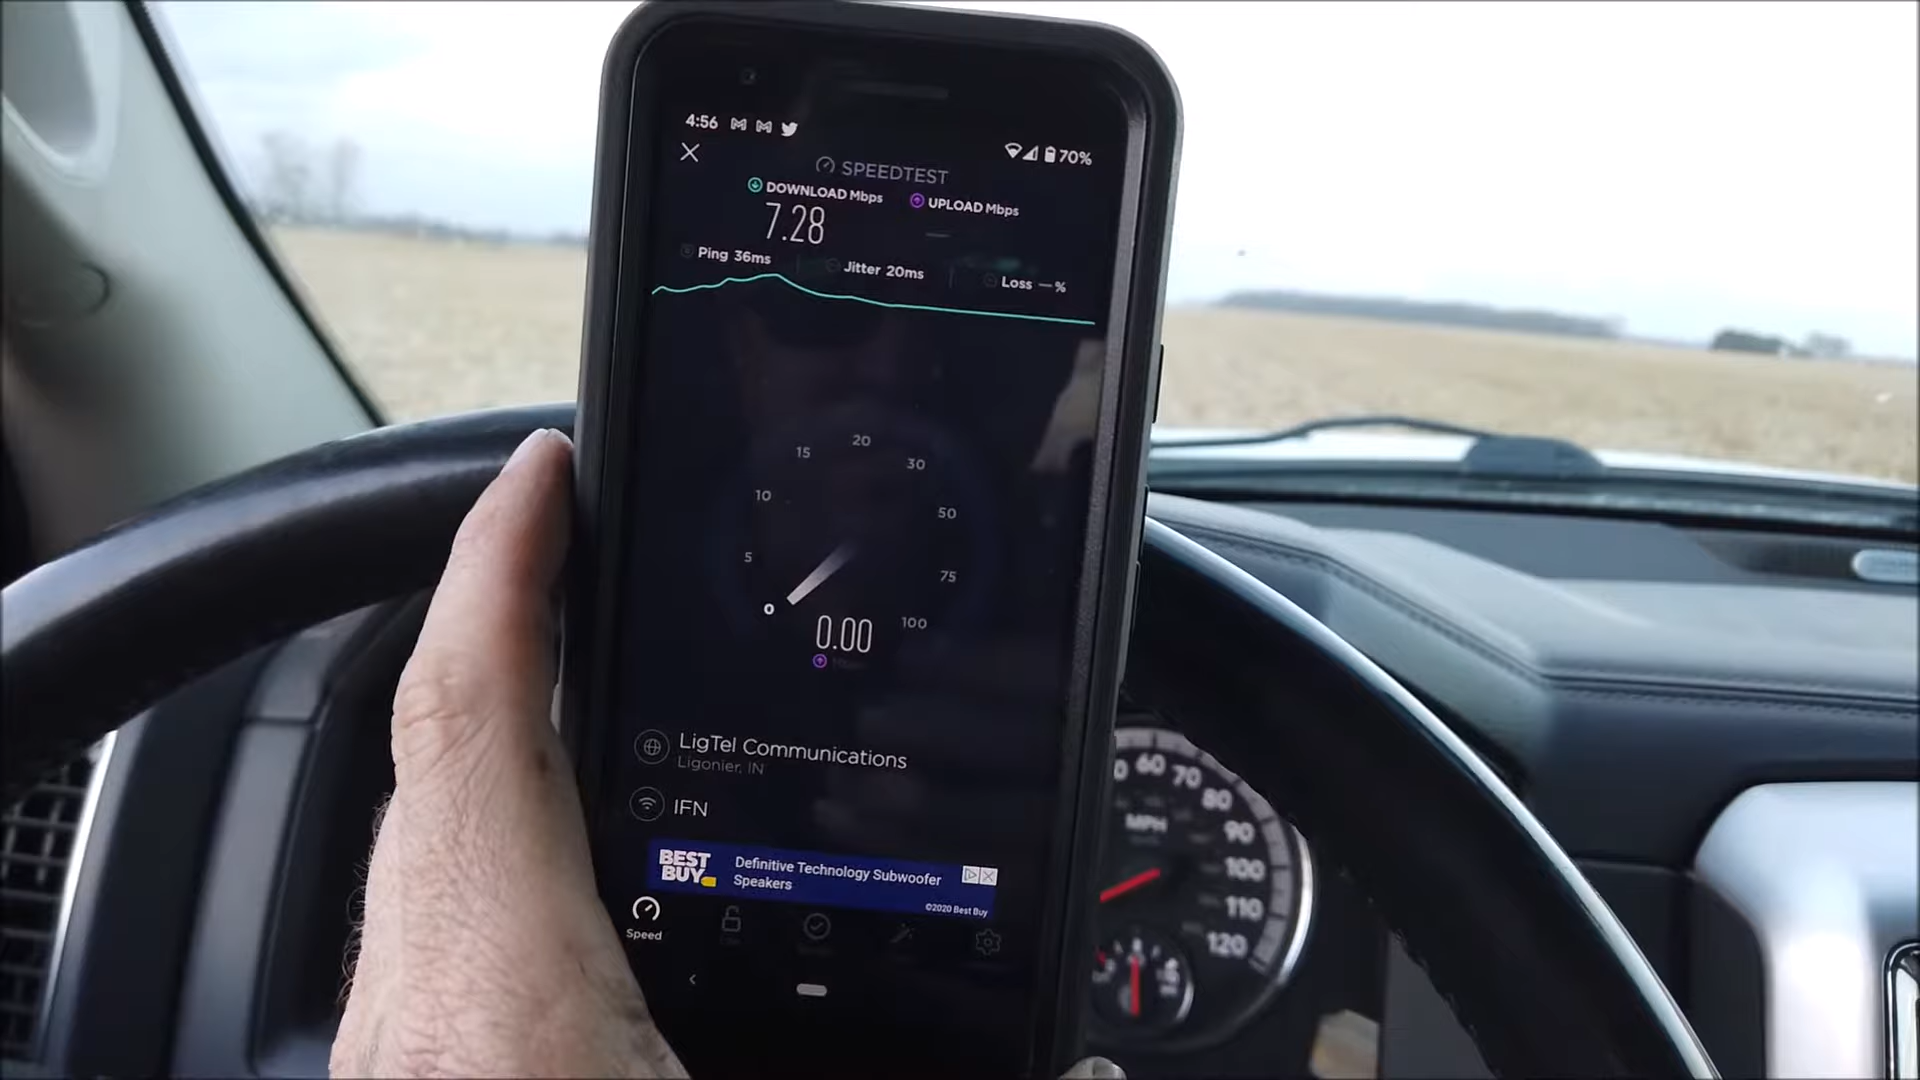 4:56
70%
SPEEDTEST
DOWNLOAD Mbps
UPLOAD Mbps
7.28
—
Ping 36ms
Jitter 20ms
Loss —%
20
15
30
10
50
5
75
0
100
0.00
LigTel Communications
Ligonier, IN
IFN
BEST
BUY
Definitive Technology Subwoofer
Speakers
©2020 Best Buy
Speed
60
70
80
MPH
90
100
110
120